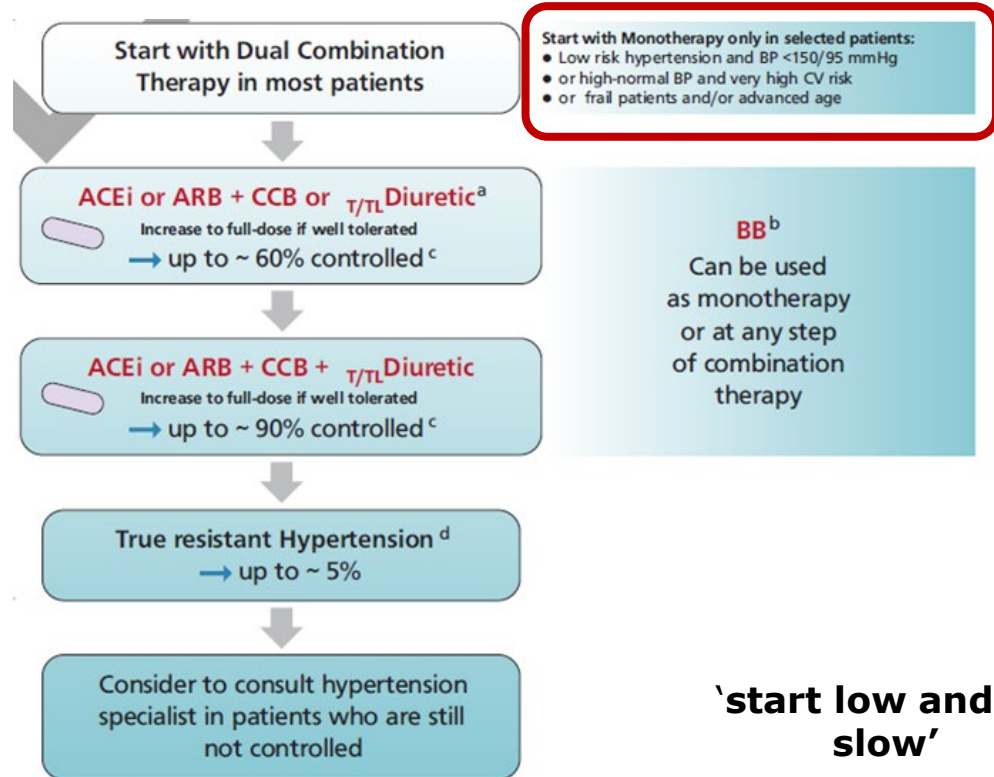 Start with Dual Combination
Therapy in most patients
Start with Monotherapy only in selected patients:
● Low risk hypertension and BP <150/95 mmHg
● or high-normal BP and very high CV risk
● or frail patients and/or advanced age
ACEi or ARB + CCB or T/TL Diuretic a
Increase to full-dose if well tolerated
→ up to ~ 60% controlled c
BB b
Can be used
as monotherapy
or at any step
of combination
therapy
ACEi or ARB + CCB + T/TL Diuretic
Increase to full-dose if well tolerated
→ up to ~ 90% controlled c
True resistant Hypertension d
→ up to ~ 5%
Consider to consult hypertension
specialist in patients who are still
not controlled
‘start low and
slow’